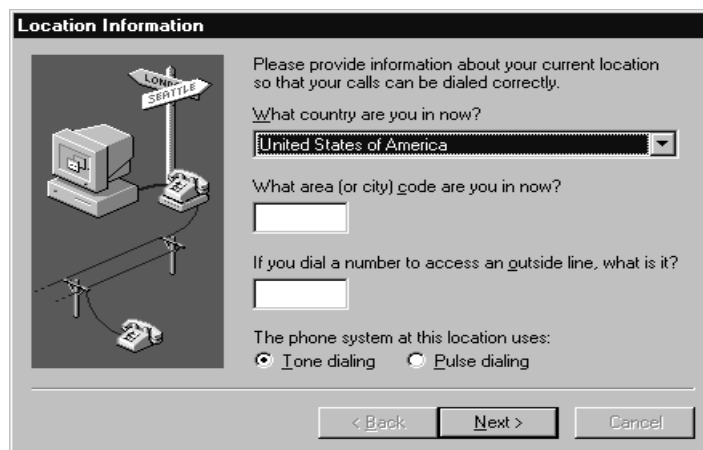 Location Information
LONDON
SEATTLE
Please provide information about your current location
so that your calls can be dialed correctly.
What country are you in now?
United States of America
What area (or city) code are you in now?
If you dial a number to access an outside line, what is it?
The phone system at this location uses:
Tone dialing Pulse dialing
< Back Next > Cancel